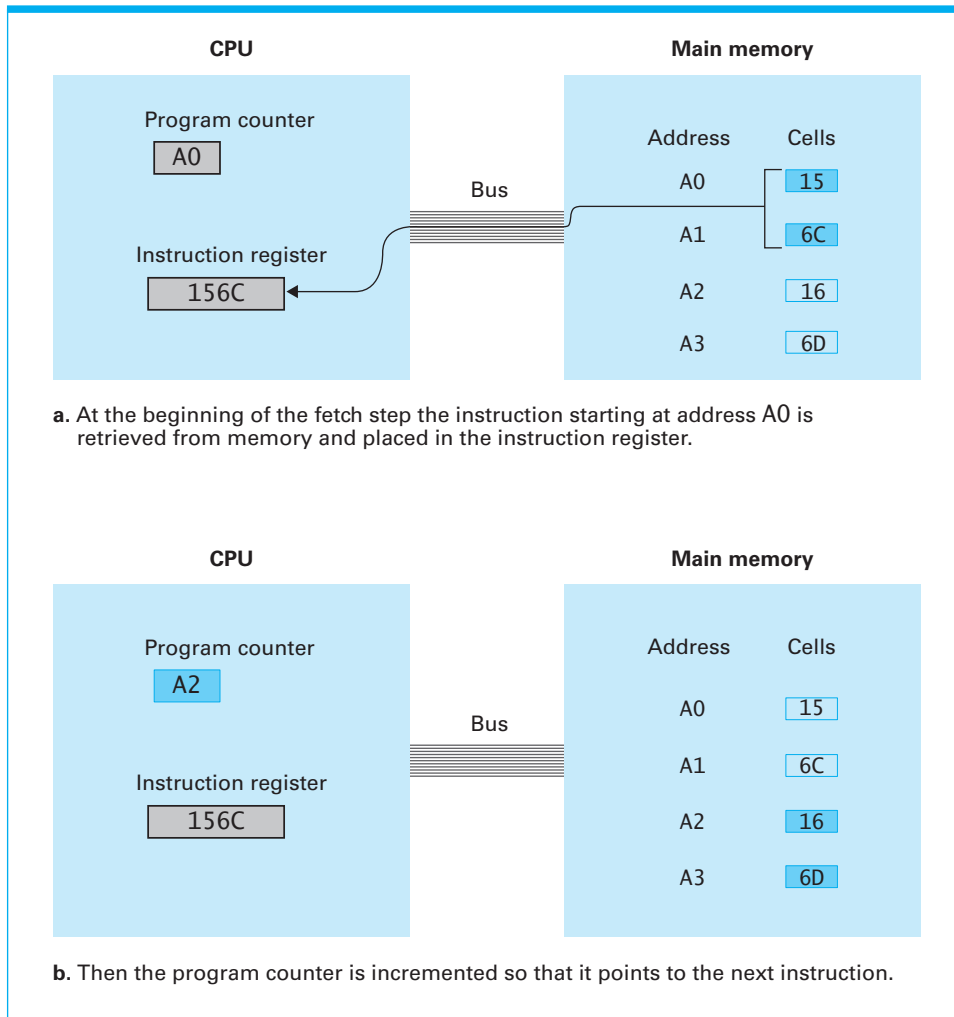 CPU
Main memory
Program counter
A0
Address Cells
A0 15
Bus
A1 6C
Instruction register
156C
A2 16
A3 6D
a. At the beginning of the fetch step the instruction starting at address A0 is
retrieved from memory and placed in the instruction register.
CPU
Main memory
Program counter
A2
Address Cells
A0 15
Bus
A1 6C
Instruction register
156C
A2 16
A3 6D
b. Then the program counter is incremented so that it points to the next instruction.